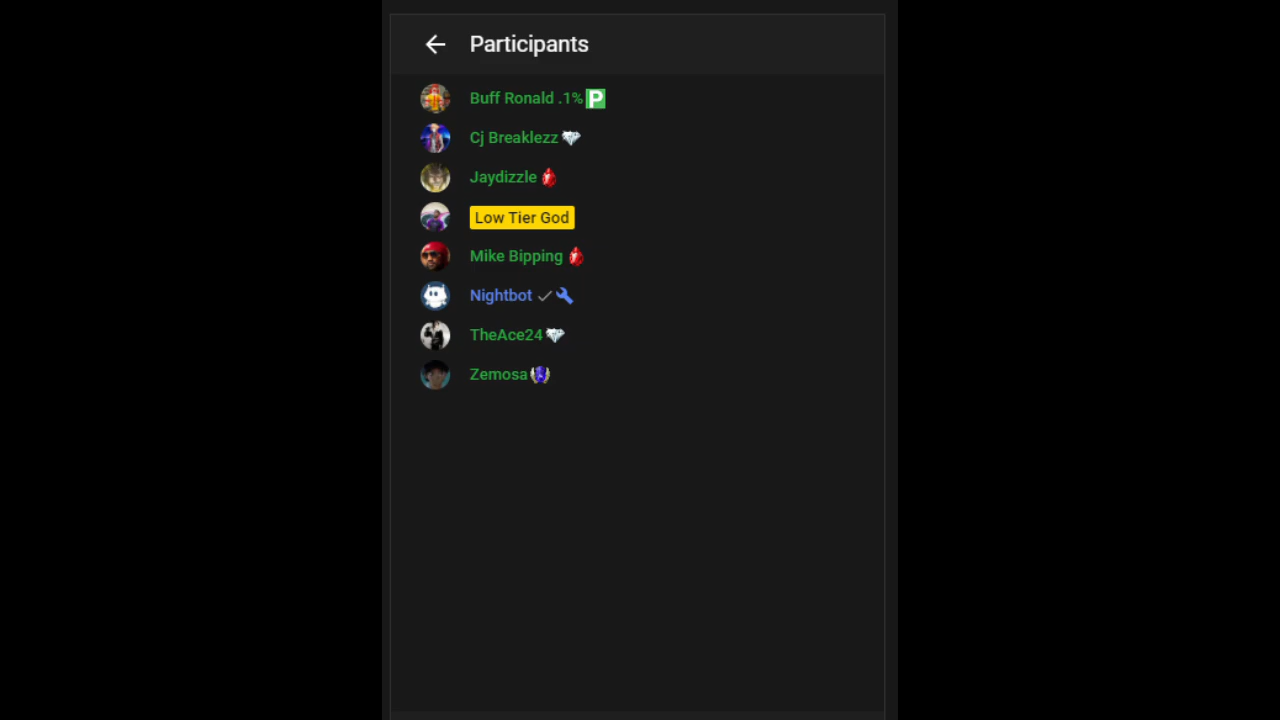 Participants
Buff Ronald .1% P
Cj Breaklezz
Jaydizzle
Low Tier God
Mike Bipping
Nightbot
TheAce24
Zemosa